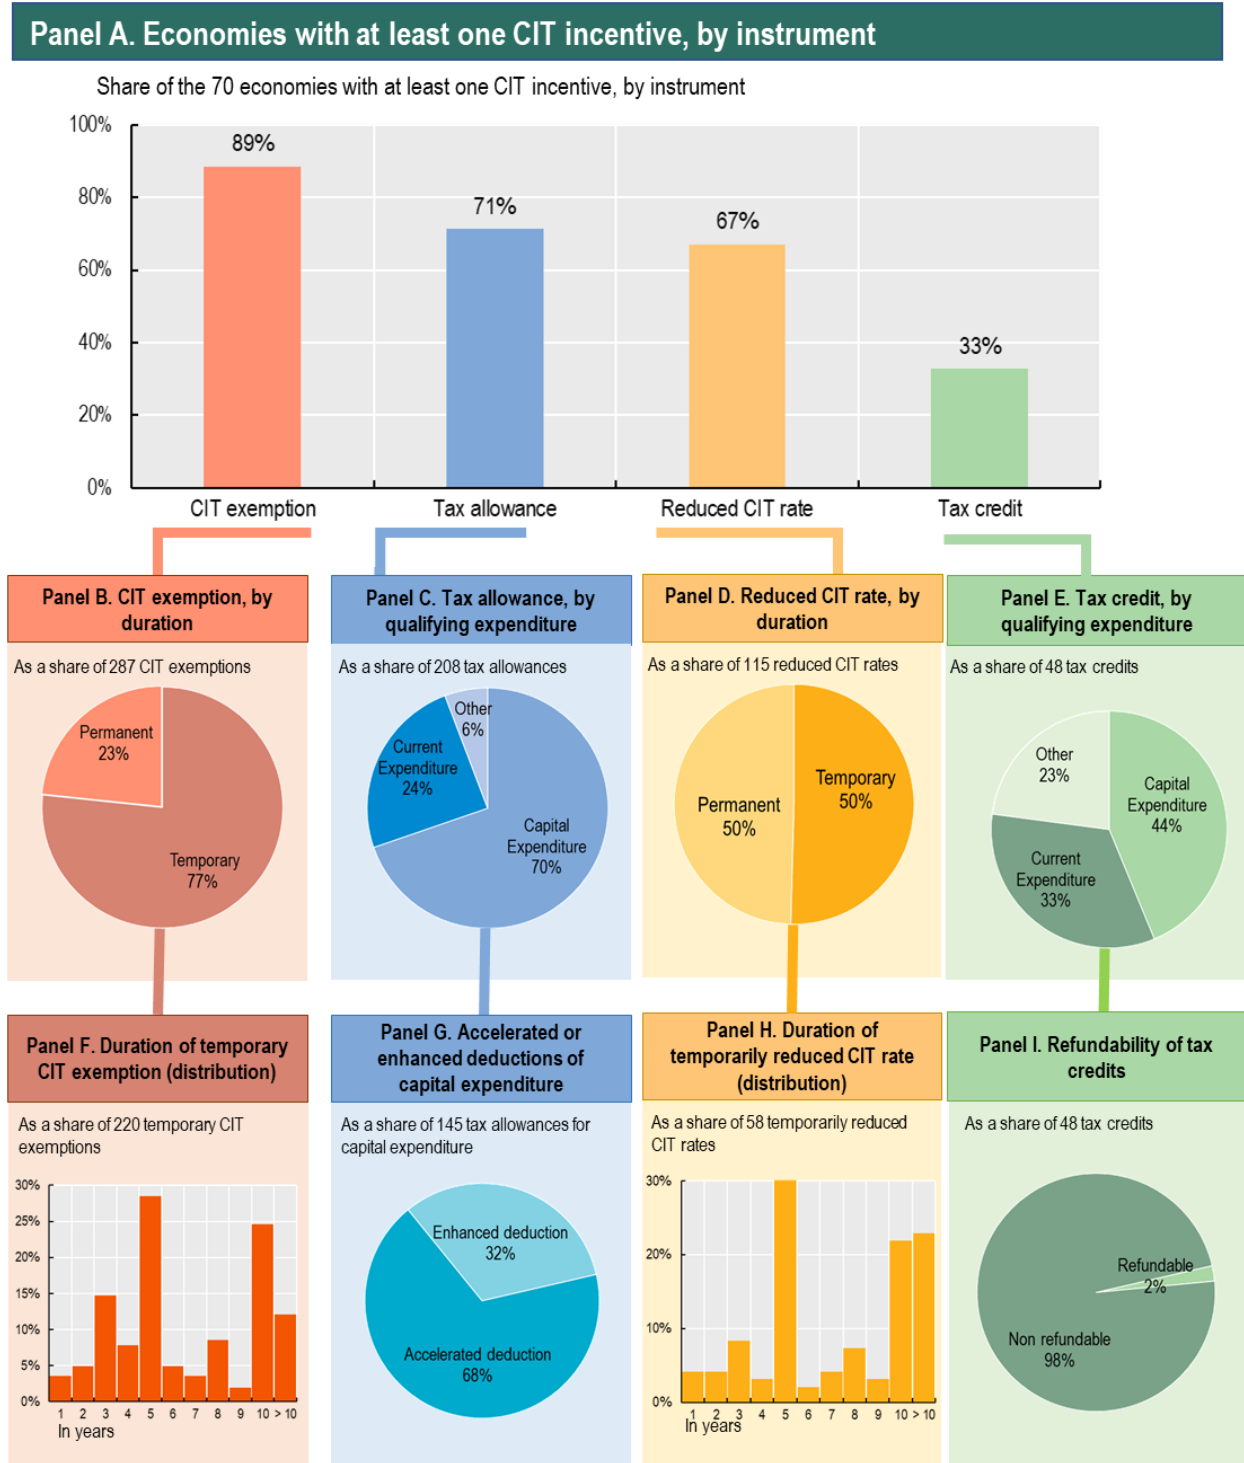 Panel A. Economies with at least one CIT incentive, by instrument
Share of the 70 economies with at least one CIT incentive, by instrument
100%
80%
60%
40%
20%
0%
89%
71%
67%
33%
CIT exemption
Tax allowance
Reduced CIT rate
Tax credit
Panel B. CIT exemption, by
duration
As a share of 287 CIT exemptions
Permanent
23%
Temporary
77%
Panel C. Tax allowance, by
qualifying expenditure
As a share of 208 tax allowances
Other
6%
Current
Expenditure
24%
Capital
Expenditure
70%
Panel D. Reduced CIT rate, by
duration
As a share of 115 reduced CIT rates
Temporary
50%
Permanent
50%
Panel E. Tax credit, by
qualifying expenditure
As a share of 48 tax credits
Other
23%
Capital
Expenditure
44%
Current
Expenditure
33%
Panel F. Duration of temporary
CIT exemption (distribution)
As a share of 220 temporary CIT
exemptions
30%
25%
20%
15%
10%
5%
0%
1 2 3 4 5 6 7 8 9 10 > 10
In years
Panel G. Accelerated or
enhanced deductions of
capital expenditure
As a share of 145 tax allowances for
capital expenditure
Enhanced deduction
32%
Accelerated deduction
68%
Panel H. Duration of
temporarily reduced CIT rate
(distribution)
As a share of 58 temporarily reduced
CIT rates
30%
20%
10%
0%
1 2 3 4 5 6 7 8 9 10 > 10
In years
Panel I. Refundability of tax
credits
As a share of 48 tax credits
Refundable
2%
Non refundable
98%